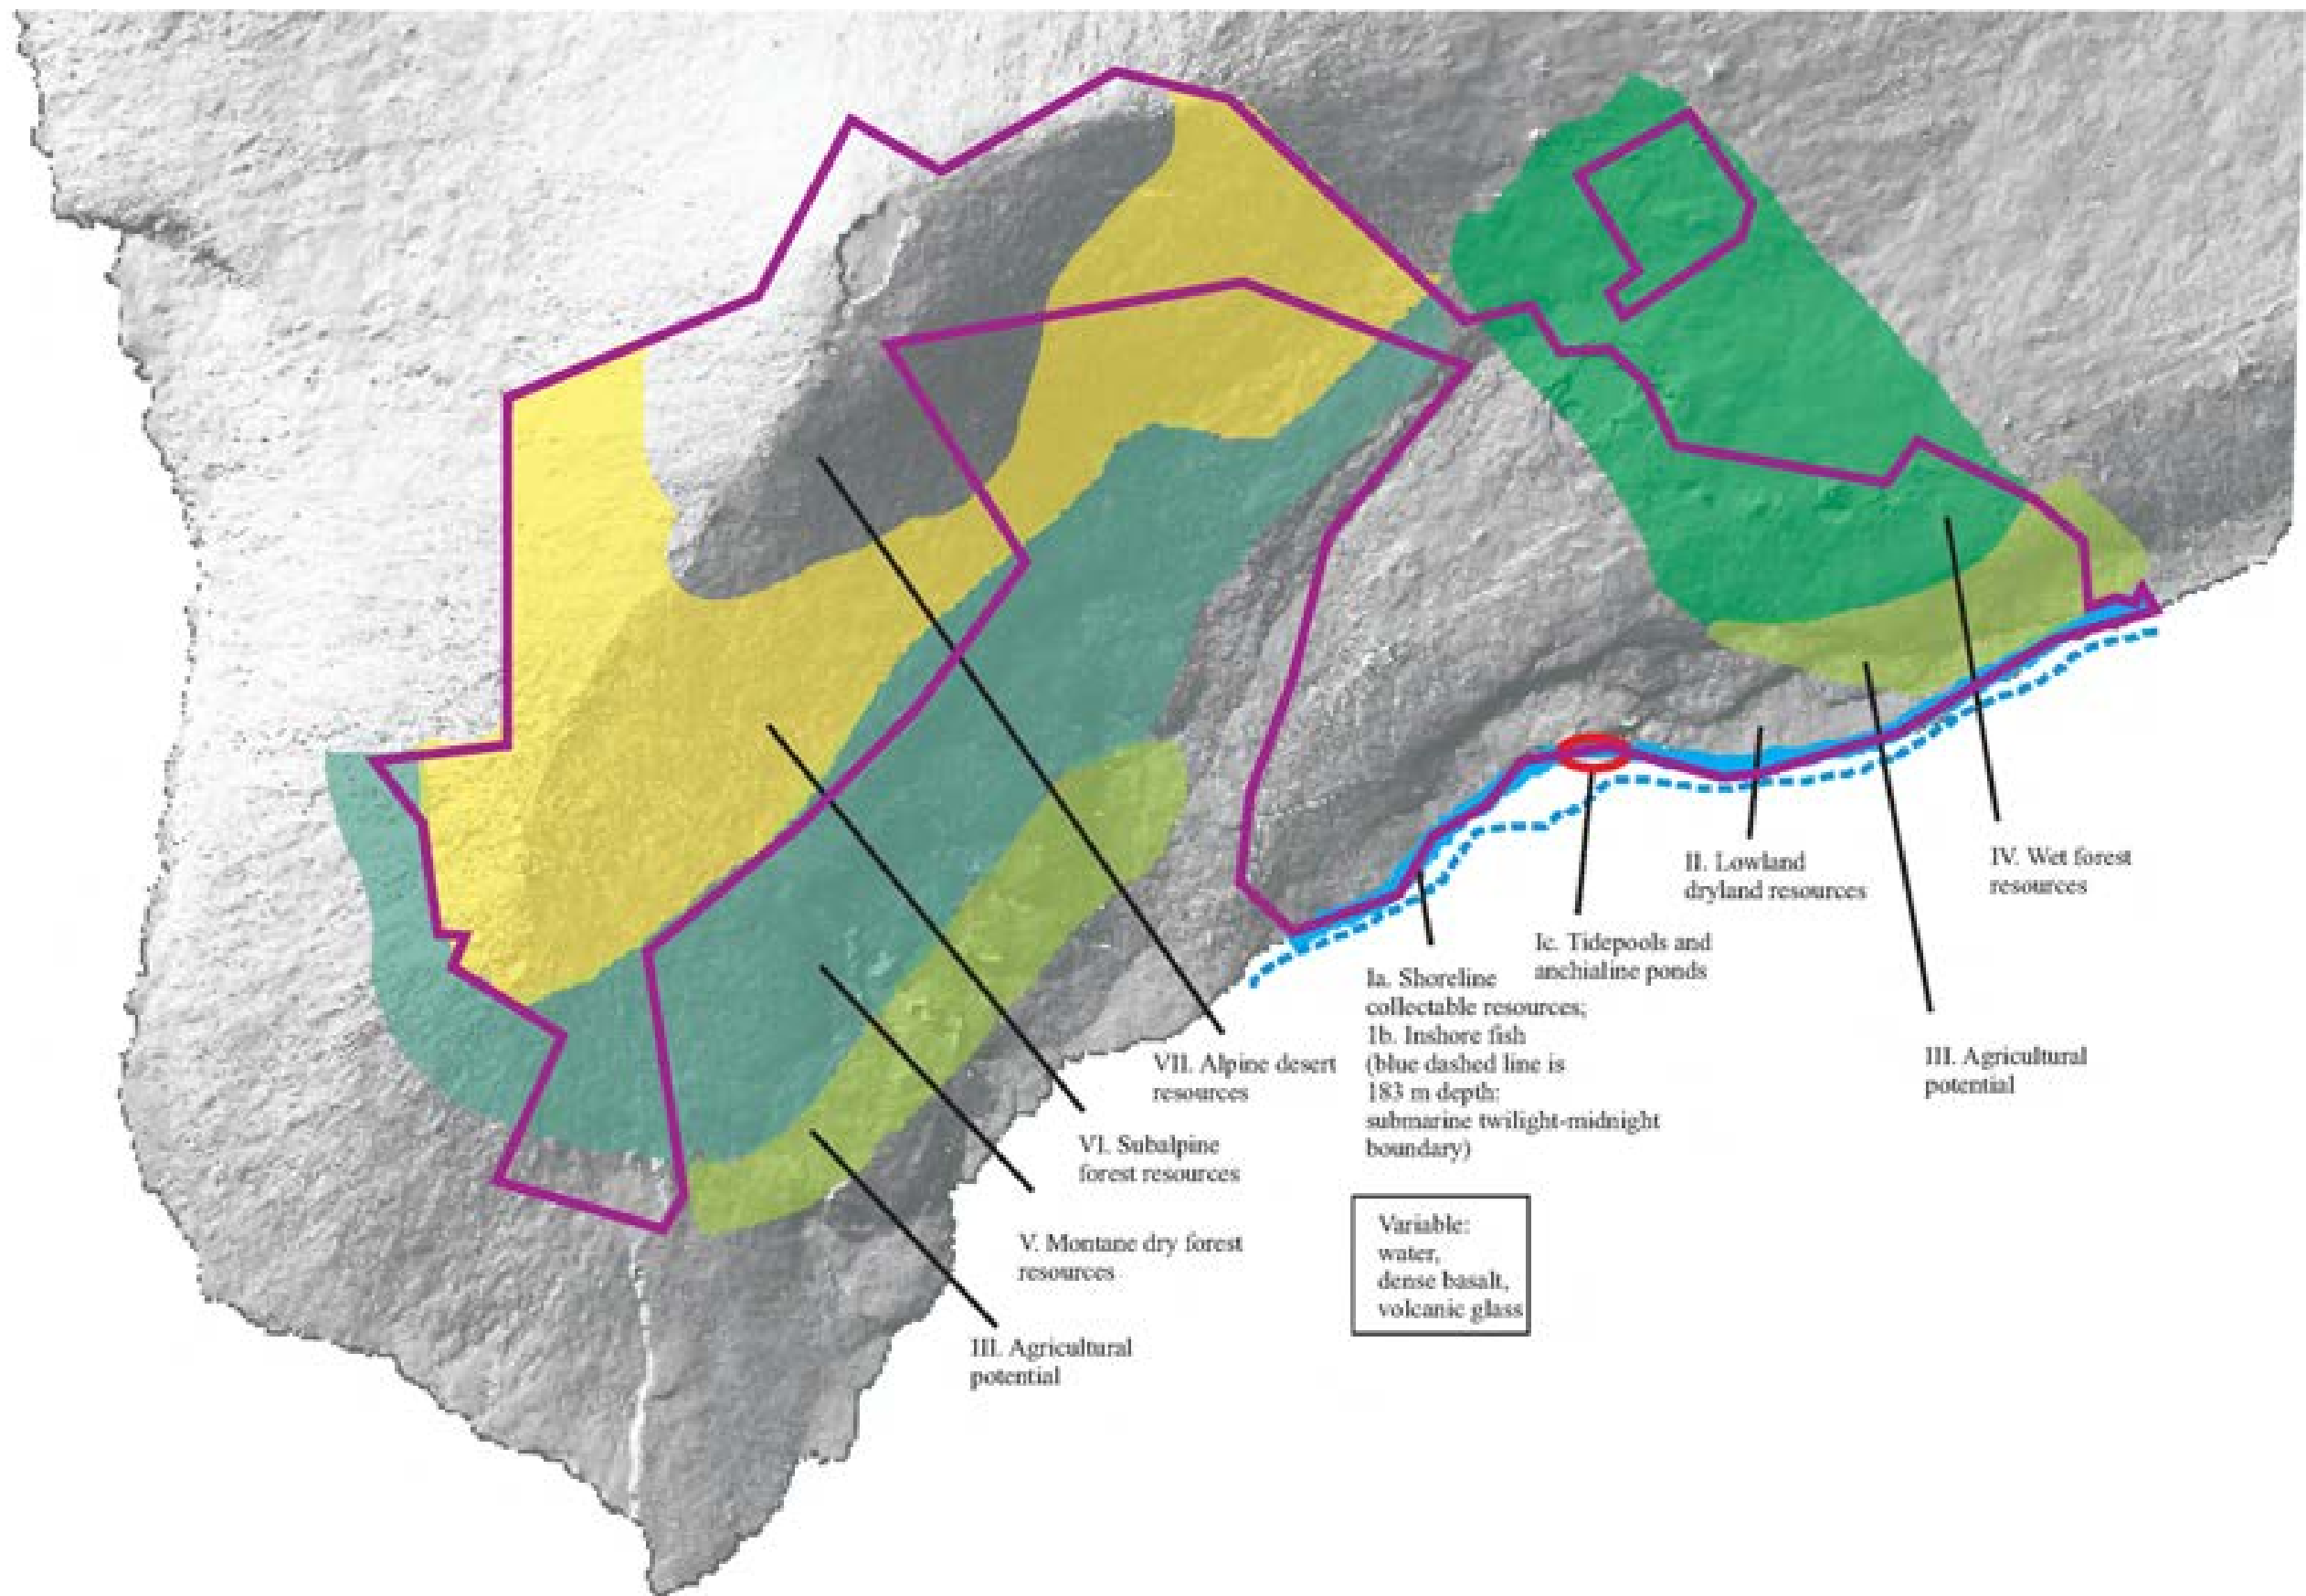 IV. Wet forest
resources
II. Lowland
dryland resources
Ic. Tidepools and
anchialine ponds
Ia. Shoreline
collectable resources;
1b. Inshore fish
(blue dashed line is
183 m depth:
submarine twilight-midnight
boundary)
III. Agricultural
potential
VII. Alpine desert
resources
VI. Subalpine
forest resources
V. Montane dry forest
resources
III. Agricultural
potential
Variable:
water,
dense basalt,
volcanic glass